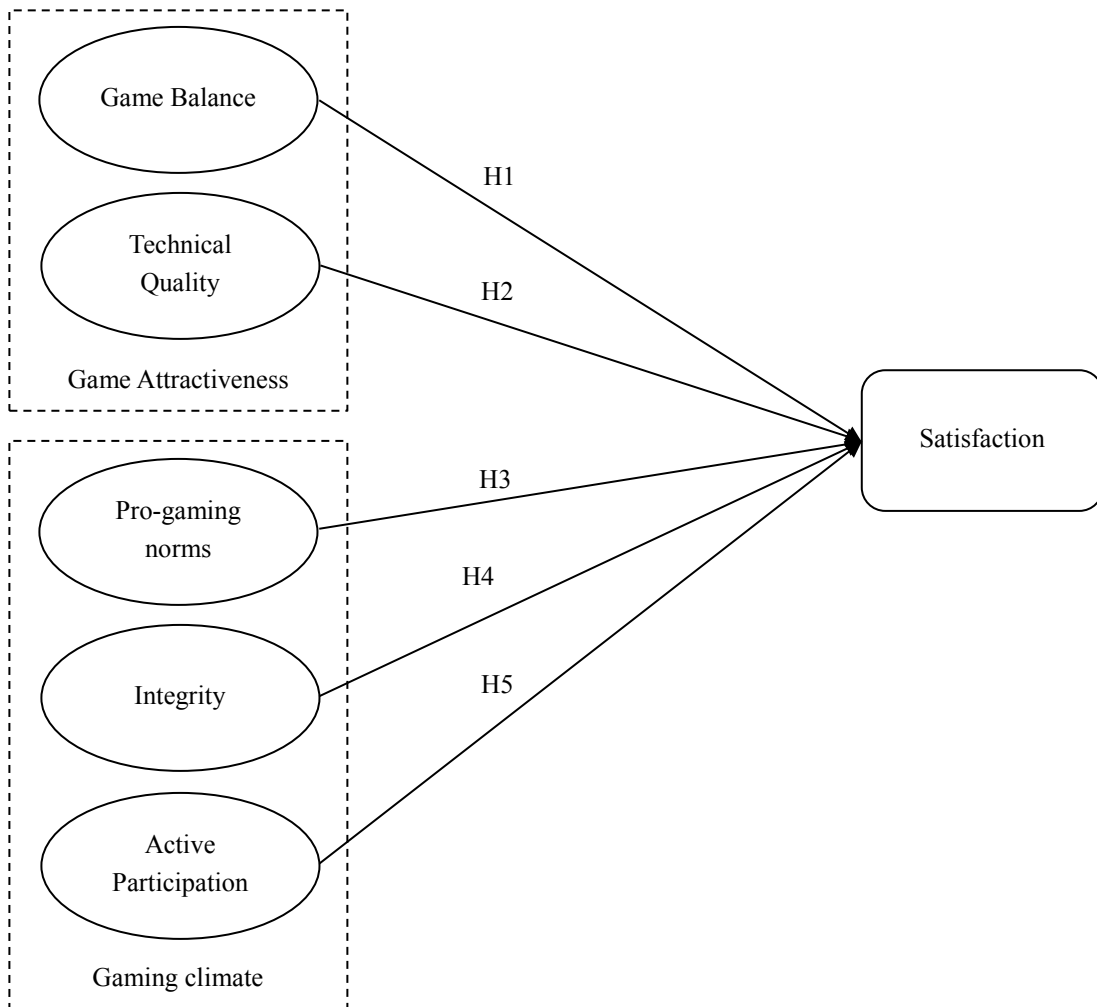 Game Balance
H1
Technical
Quality
H2
Game Attractiveness
Satisfaction
Pro-gaming
norms
H3
H4
Integrity
H5
Active
Participation
Gaming climate